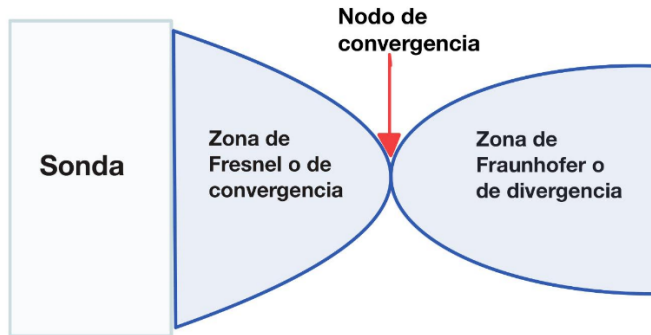 Nodo de
convergencia
Sonda
Zona de
Fresnel o de
convergencia
Zona de
Fraunhofer o
de divergencia